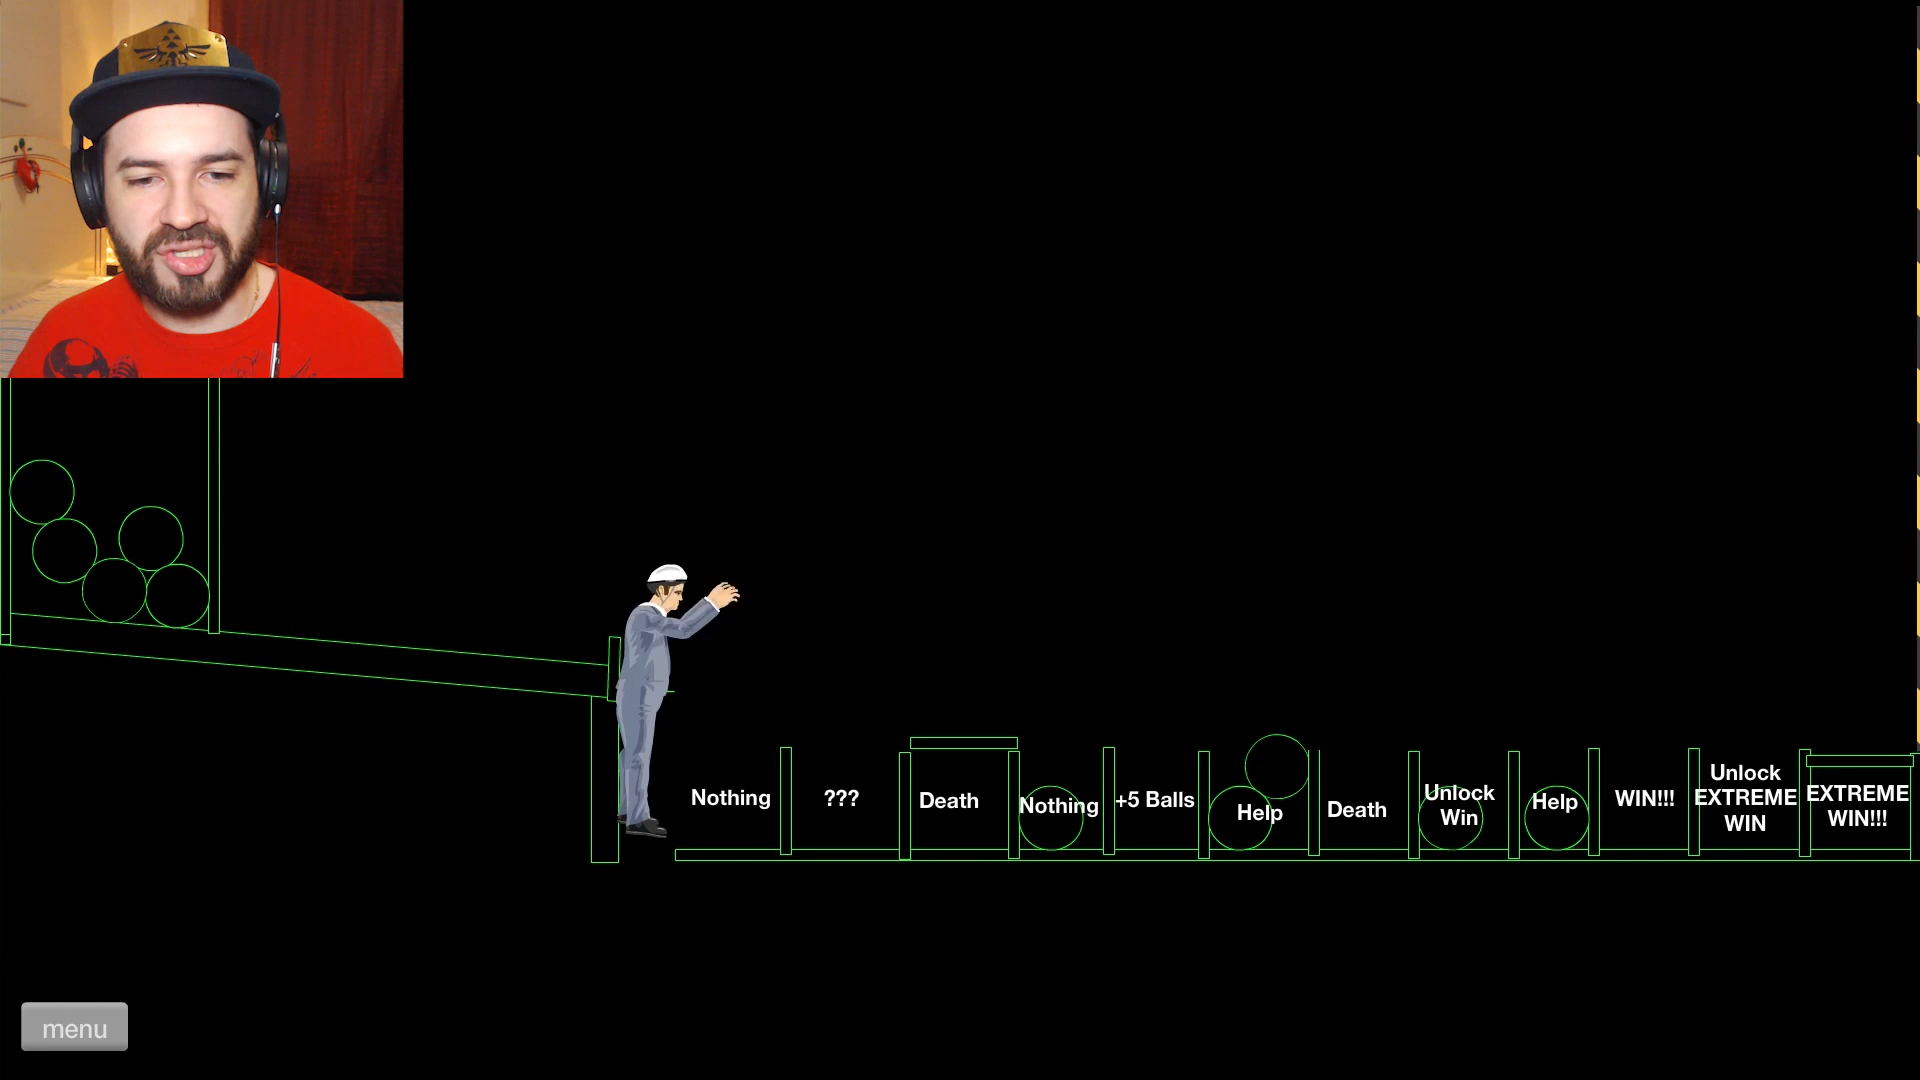 Nothing
???
Death
Nothing
+5 Balls
Help
Death
Unlock
Win
Help
WIN!!!
Unlock
EXTREME
WIN
EXTREME
WIN!!!
menu